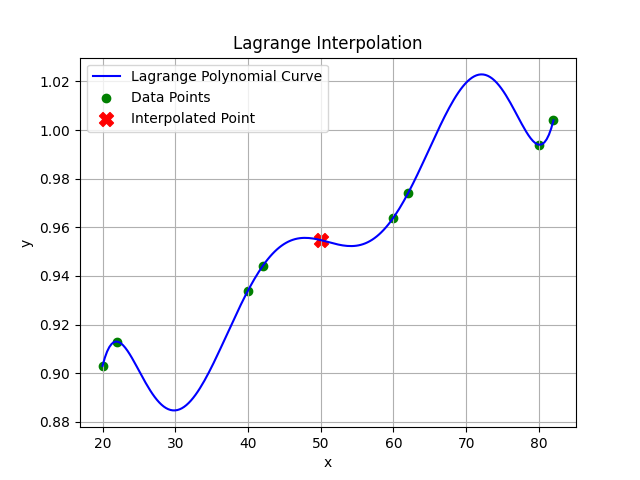 Lagrange Interpolation
Lagrange Polynomial Curve
Data Points
Interpolated Point
1.02
1.00
0.98
0.96
0.94
0.92
0.90
0.88
y
20 30 40 50 60 70 80
x